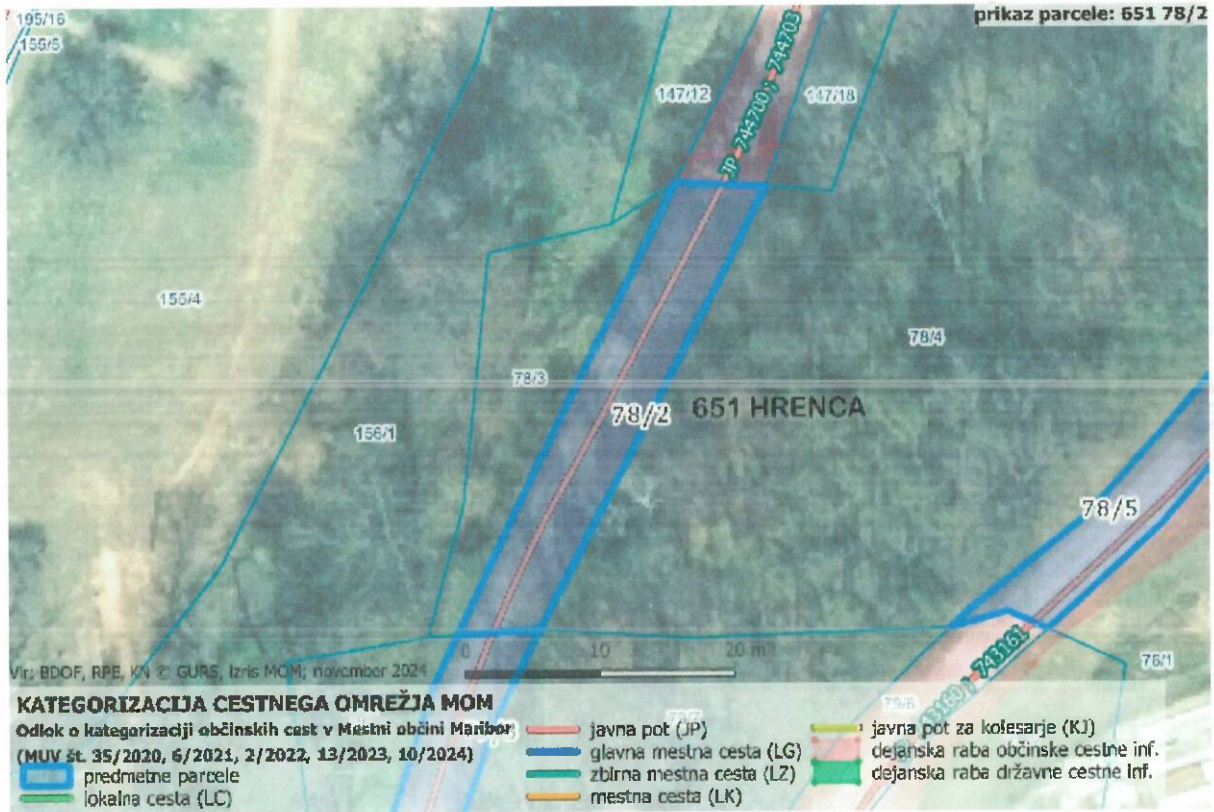 195/16
155/5
prikaz parcele: 651 78/2
744703
147/12
744700
147/18
JP
155/4
78/4
78/3
78/2
651 HRENCA
156/1
78/5
743161
0 10 20 m
76/1
79/8
743160
Vir: BDOF, RPE, KN © GURS, Izris MOM; november 2024
KATEGORIZACIJA CESTNEGA OMREŽJA MOM
Odlok o kategorizaciji občinskih cest v Mestni občini Maribor
(MUV št. 35/2020, 6/2021, 2/2022, 13/2023, 10/2024)
predmetne parcele
lokalna cesta (LC)
javna pot (JP)
glavna mestna cesta (LG)
zbirna mestna cesta (LZ)
mestna cesta (LK)
javna pot za kolesarje (KJ)
dejanska raba občinske cestne inf.
dejanska raba državne cestne inf.